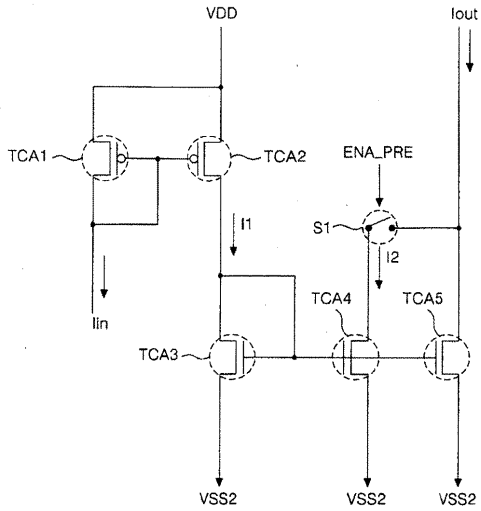 VDD
Iout
TCA1
TCA2
ENA_PRE
S1
I1
I2
Iin
TCA4
TCA5
TCA3
VSS2
VSS2
VSS2